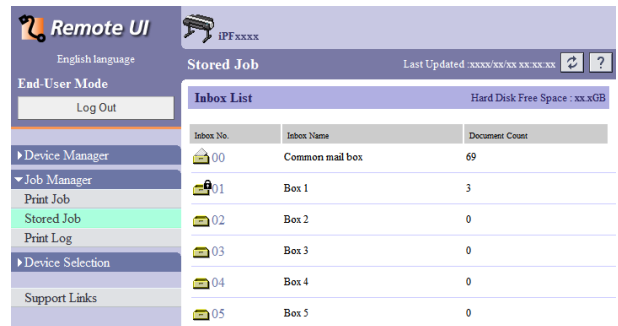 Remote UI
English language
End-User Mode
Log Out
Device Manager
Job Manager
Print Job
Stored Job
Print Log
Device Selection
Support Links
iPFxxxx
Stored Job
Last Updated :xxxx/xx/xx xx:xx:xx
?
Inbox List
Hard Disk Free Space : xx.xGB
Inbox No. Inbox Name Document Count
00 Common mail box 69
01 Box 1 3
02 Box 2 0
03 Box 3 0
04 Box 4 0
05 Box 5 0